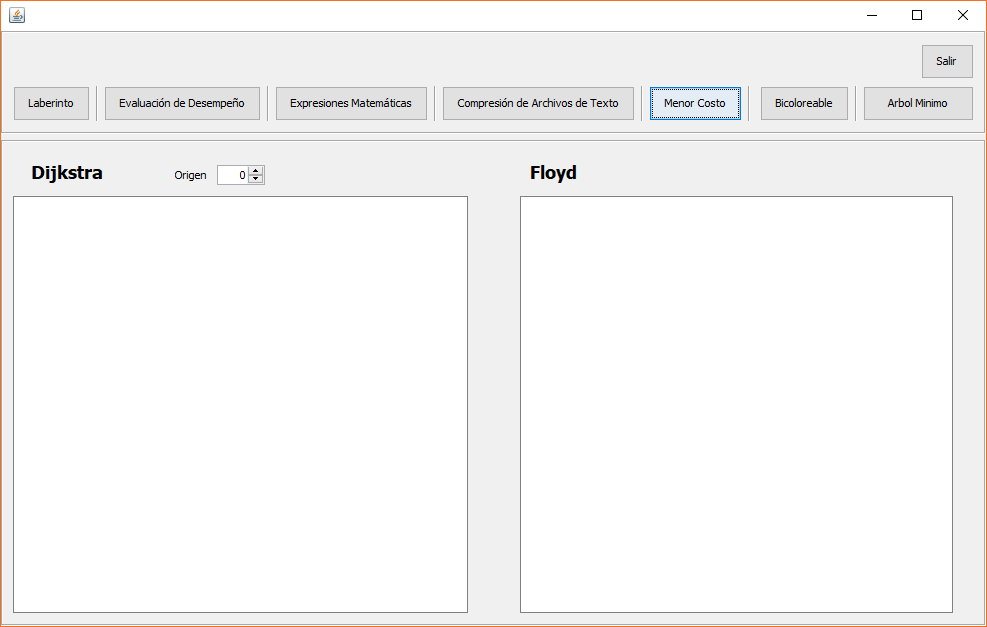 Salir
Laberinto Evaluación de Desempeño Expresiones Matemáticas Compresión de Archivos de Texto Menor Costo Bicoloreable Arbol Minimo
Dijkstra Origen 0 Floyd